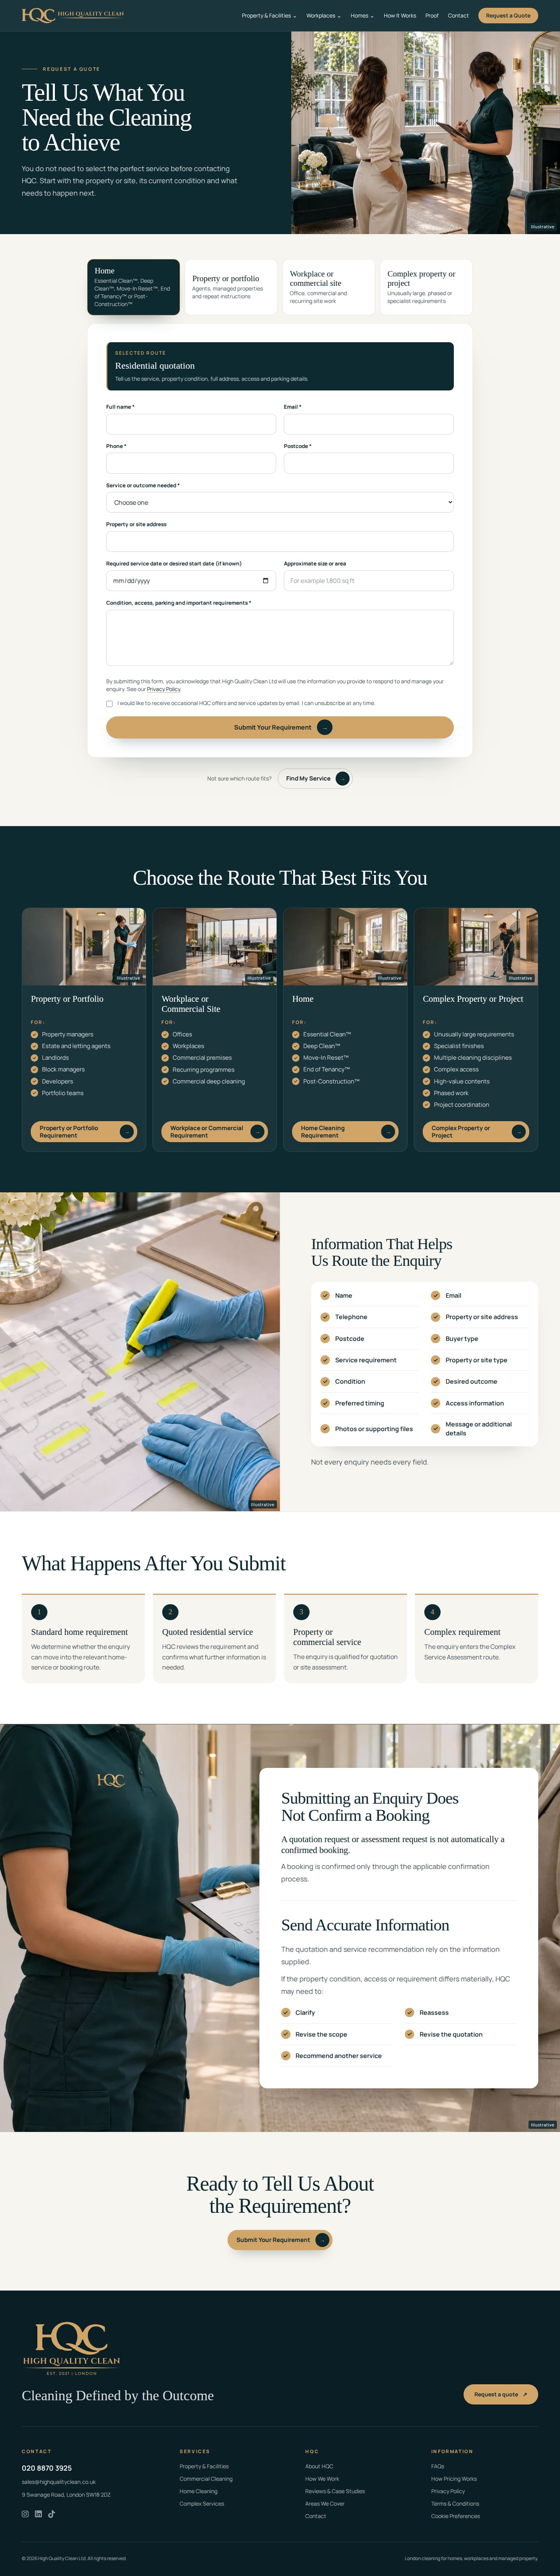 HQC HIGH QUALITY CLEAN
Property & Facilities
Workplaces
Homes
How It Works
Proof
Contact
Request a Quote
REQUEST A QUOTE
Tell Us What You
Need the Cleaning
to Achieve
You do not need to select the perfect service before contacting
HQC. Start with the property or site, its current condition and what
needs to happen next.
Illustrative
Home
Essential Clean™, Deep
Clean™, Move-In Reset™, End
of Tenancy™ or Post-
Construction™
Property or portfolio
Agents, managed properties
and repeat instructions
Workplace or
commercial site
Office, commercial and
recurring site work
Complex property or
project
Unusually large, phased or
specialist requirements
SELECTED ROUTE
Residential quotation
Tell us the service, property condition, full address, access and parking details.
Full name *
Email *
Phone *
Postcode *
Service or outcome needed *
Choose one
Property or site address
Required service date or desired start date (if known)
Approximate size or area
mm/dd/yyyy
For example 1,800 sq ft
Condition, access, parking and important requirements *
By submitting this form, you acknowledge that High Quality Clean Ltd will use the information you provide to respond to and manage your
enquiry. See our Privacy Policy.
I would like to receive occasional HQC offers and service updates by email. I can unsubscribe at any time.
Submit Your Requirement
Not sure which route fits?
Find My Service
Choose the Route That Best Fits You
Illustrative
Property or Portfolio
FOR:
Property managers
Estate and letting agents
Landlords
Block managers
Developers
Portfolio teams
Property or Portfolio
Requirement
Illustrative
Workplace or
Commercial Site
FOR:
Offices
Workplaces
Commercial premises
Recurring programmes
Commercial deep cleaning
Workplace or Commercial
Requirement
Illustrative
Home
FOR:
Essential Clean™
Deep Clean™
Move-In Reset™
End of Tenancy™
Post-Construction™
Home Cleaning
Requirement
Illustrative
Complex Property or Project
FOR:
Unusually large requirements
Specialist finishes
Multiple cleaning disciplines
Complex access
High-value contents
Phased work
Project coordination
Complex Property or
Project
Illustrative
Information That Helps
Us Route the Enquiry
Name
Email
Telephone
Property or site address
Postcode
Buyer type
Service requirement
Property or site type
Condition
Desired outcome
Preferred timing
Access information
Photos or supporting files
Message or additional
details
Not every enquiry needs every field.
What Happens After You Submit
1
Standard home requirement
We determine whether the enquiry
can move into the relevant home-
service or booking route.
2
Quoted residential service
HQC reviews the requirement and
confirms what further information is
needed.
3
Property or
commercial service
The enquiry is qualified for quotation
or site assessment.
4
Complex requirement
The enquiry enters the Complex
Service Assessment route.
HQC
Submitting an Enquiry Does
Not Confirm a Booking
A quotation request or assessment request is not automatically a
confirmed booking.
A booking is confirmed only through the applicable confirmation
process.
Send Accurate Information
The quotation and service recommendation rely on the information
supplied.
If the property condition, access or requirement differs materially, HQC
may need to:
Clarify
Reassess
Revise the scope
Revise the quotation
Recommend another service
Illustrative
Ready to Tell Us About
the Requirement?
Submit Your Requirement
HQC
HIGH QUALITY CLEAN
EST. 2021 | LONDON
Cleaning Defined by the Outcome
Request a quote ↗
CONTACT
020 8870 3925
sales@highqualityclean.co.uk
9 Swanage Road, London SW18 2DZ
SERVICES
Property & Facilities
Commercial Cleaning
Home Cleaning
Complex Services
HQC
About HQC
How We Work
Reviews & Case Studies
Areas We Cover
Contact
INFORMATION
FAQs
How Pricing Works
Privacy Policy
Terms & Conditions
Cookie Preferences
© 2026 High Quality Clean Ltd. All rights reserved.
London cleaning for homes, workplaces and managed property.